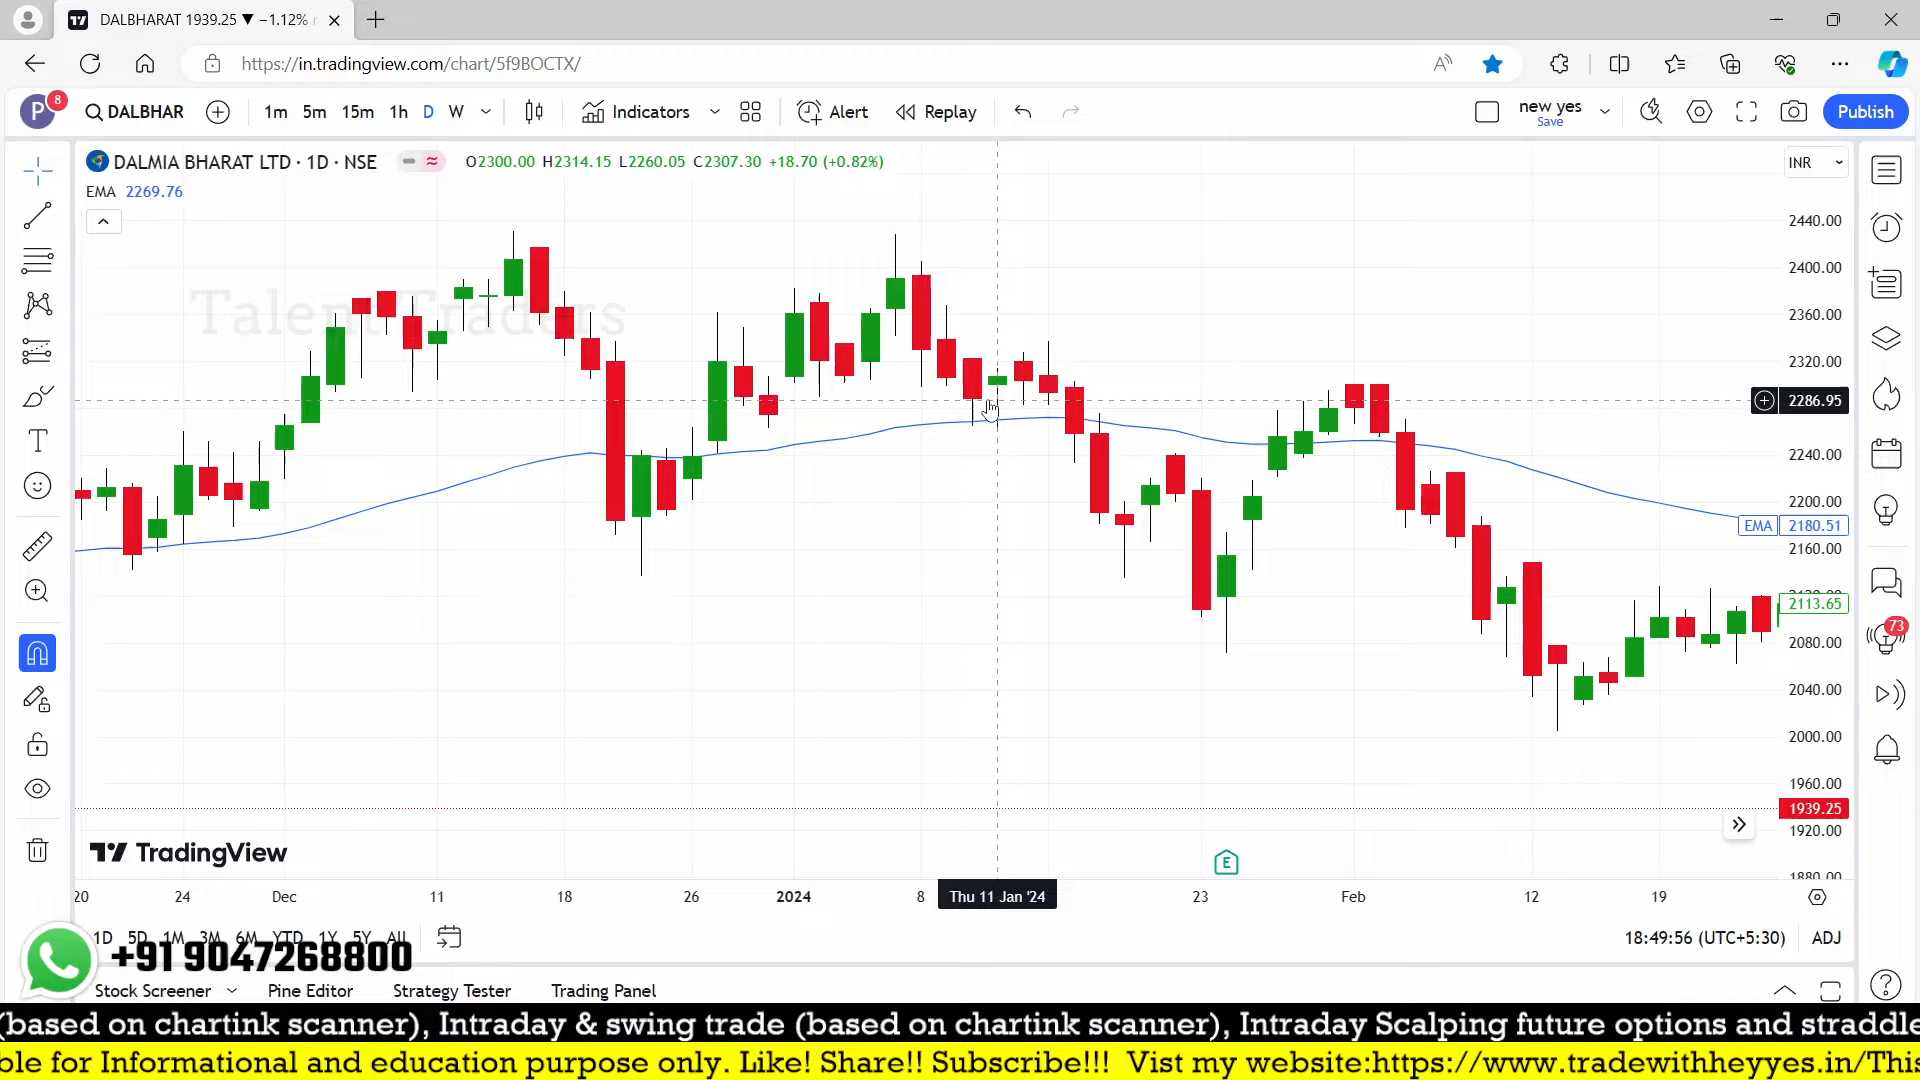 DALBHARAT 1939.25 ▼ −1.12%
https://in.tradingview.com/chart/5f9BOCTX/
P 8 DALBHAR 1m 5m 15m 1h D W Indicators Alert Replay new yes Save Publish
DALMIA BHARAT LTD · 1D · NSE O2300.00 H2314.15 L2260.05 C2307.30 +18.70 (+0.82%) INR
EMA 2269.76
2440.00
2400.00
Talent Traders
2360.00
2320.00
2286.95
2240.00
2200.00
EMA 2180.51
2160.00
2113.65
73
2080.00
2040.00
2000.00
1960.00
1939.25
1920.00
TradingView
E
1880.00
20 24 Dec 11 18 26 2024 8 Thu 11 Jan '24 23 Feb 12 19
1D 5D 1M 3M 6M YTD 1Y 5Y All 18:49:56 (UTC+5:30) ADJ
+91 9047268800
Stock Screener Pine Editor Strategy Tester Trading Panel
(based on chartink scanner), Intraday & swing trade (based on chartink scanner), Intraday Scalping future options and straddle
ble for Informational and education purpose only. Like! Share!! Subscribe!!! Vist my website:https://www.tradewithheyyes.in/This